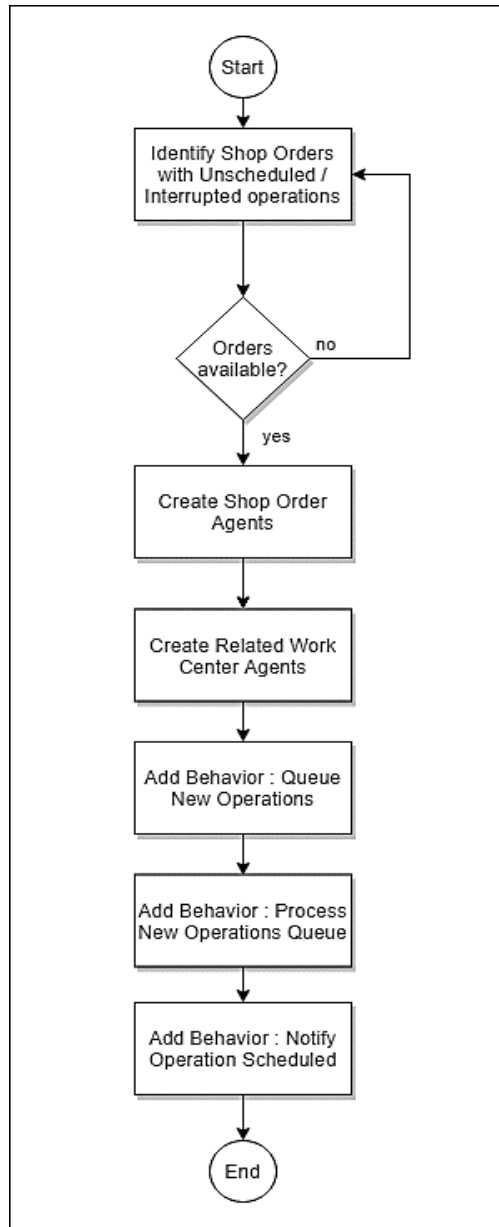 Start
Identify Shop Orders
with Unscheduled /
Interrupted operations
Orders
available?
no
yes
Create Shop Order
Agents
Create Related Work
Center Agents
Add Behavior : Queue
New Operations
Add Behavior : Process
New Operations Queue
Add Behavior : Notify
Operation Scheduled
End